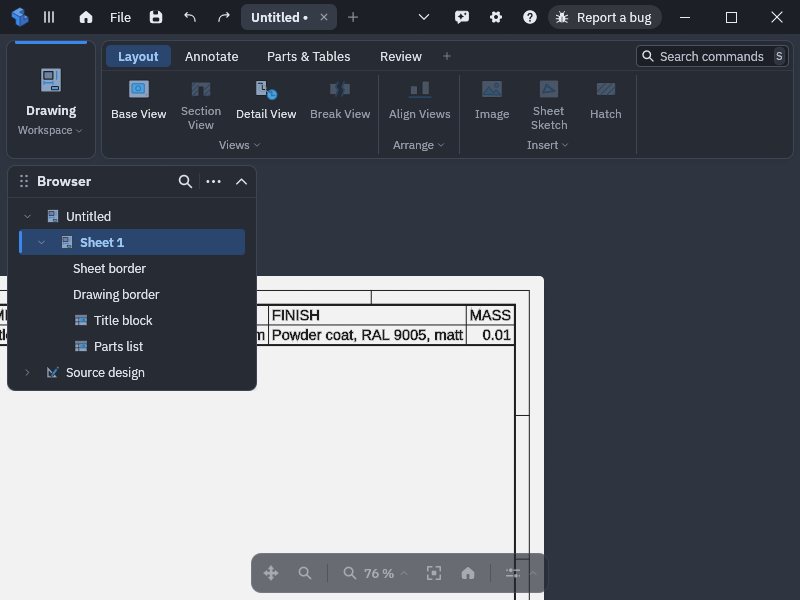 File
Untitled •
Report a bug
Drawing
Workspace
Layout
Annotate
Parts & Tables
Review
Search commands
S
Base View
Section View
Detail View
Break View
Views
Align Views
Arrange
Image
Sheet Sketch
Hatch
Insert
Browser
Untitled
Sheet 1
Sheet border
Drawing border
Title block
Parts list
Source design
FINISH
MASS
Powder coat, RAL 9005, matt
0.01
76 %